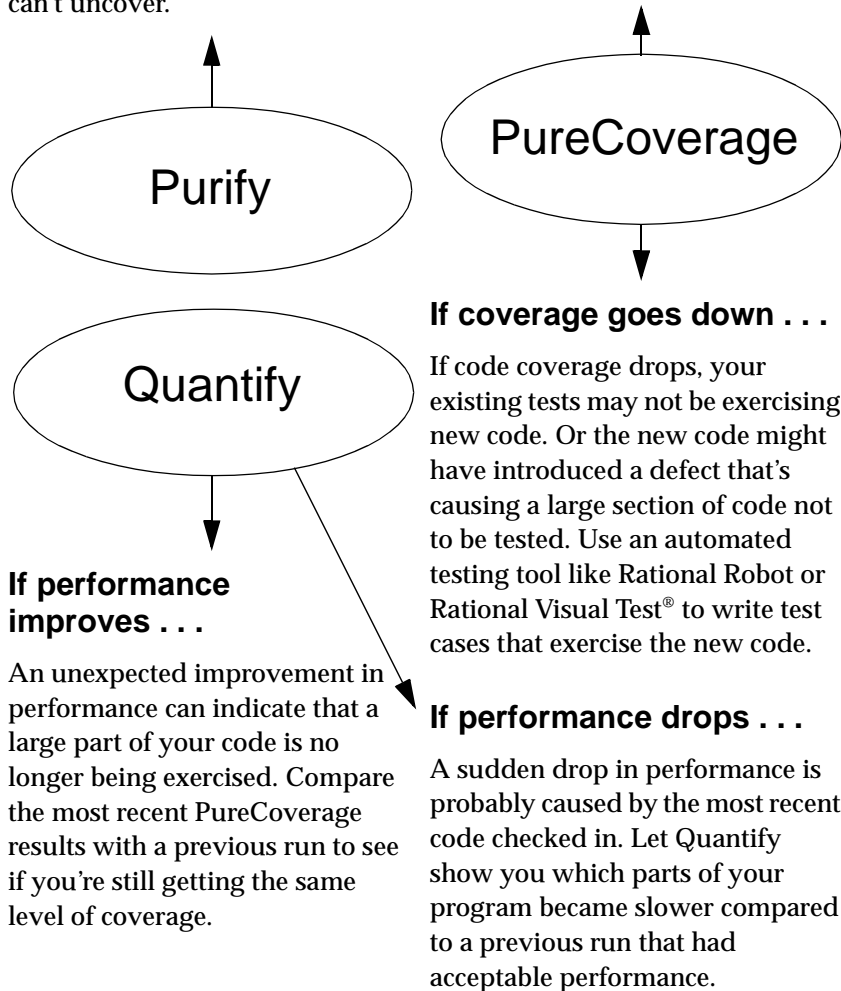 can't uncover.
Purify
Quantify
If performance
improves . . .
An unexpected improvement in
performance can indicate that a
large part of your code is no
longer being exercised. Compare
the most recent PureCoverage
results with a previous run to see
if you're still getting the same
level of coverage.
PureCoverage
If coverage goes down . . .
If code coverage drops, your
existing tests may not be exercising
new code. Or the new code might
have introduced a defect that's
causing a large section of code not
to be tested. Use an automated
testing tool like Rational Robot or
Rational Visual Test® to write test
cases that exercise the new code.
If performance drops . . .
A sudden drop in performance is
probably caused by the most recent
code checked in. Let Quantify
show you which parts of your
program became slower compared
to a previous run that had
acceptable performance.